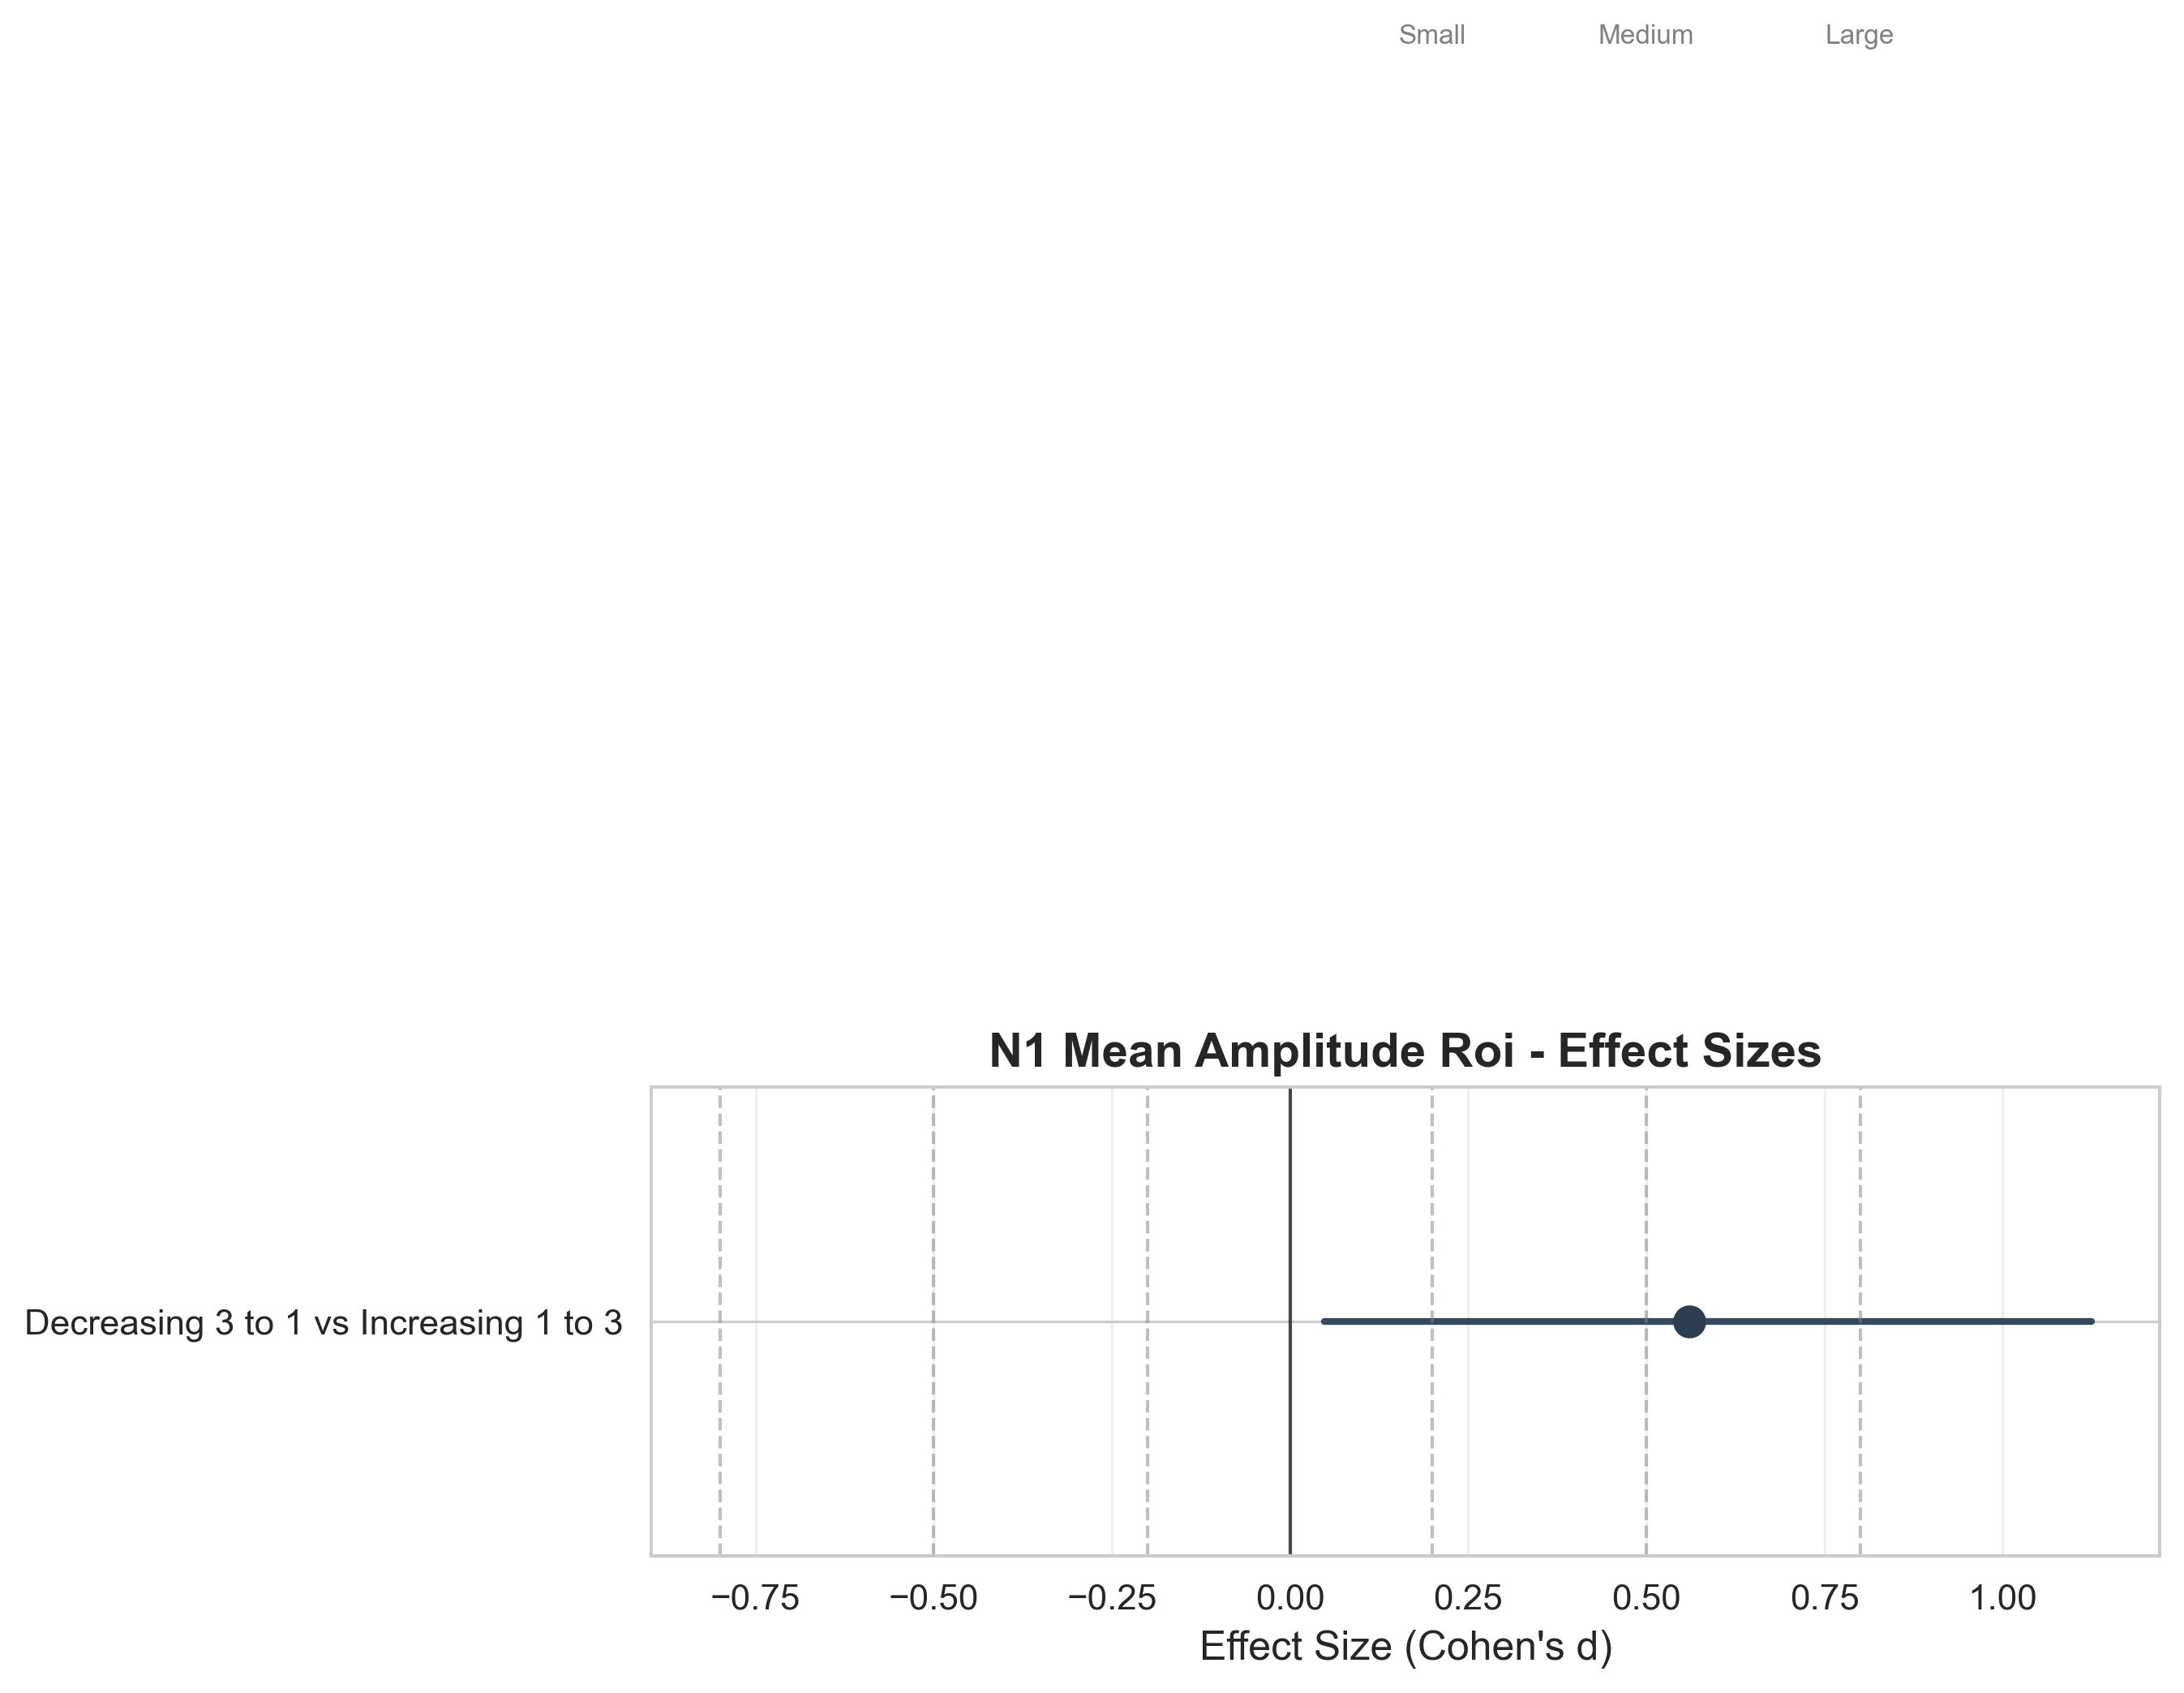 Small Medium Large
N1 Mean Amplitude Roi - Effect Sizes
Decreasing 3 to 1 vs Increasing 1 to 3
−0.75 −0.50 −0.25 0.00 0.25 0.50 0.75 1.00
Effect Size (Cohen's d)